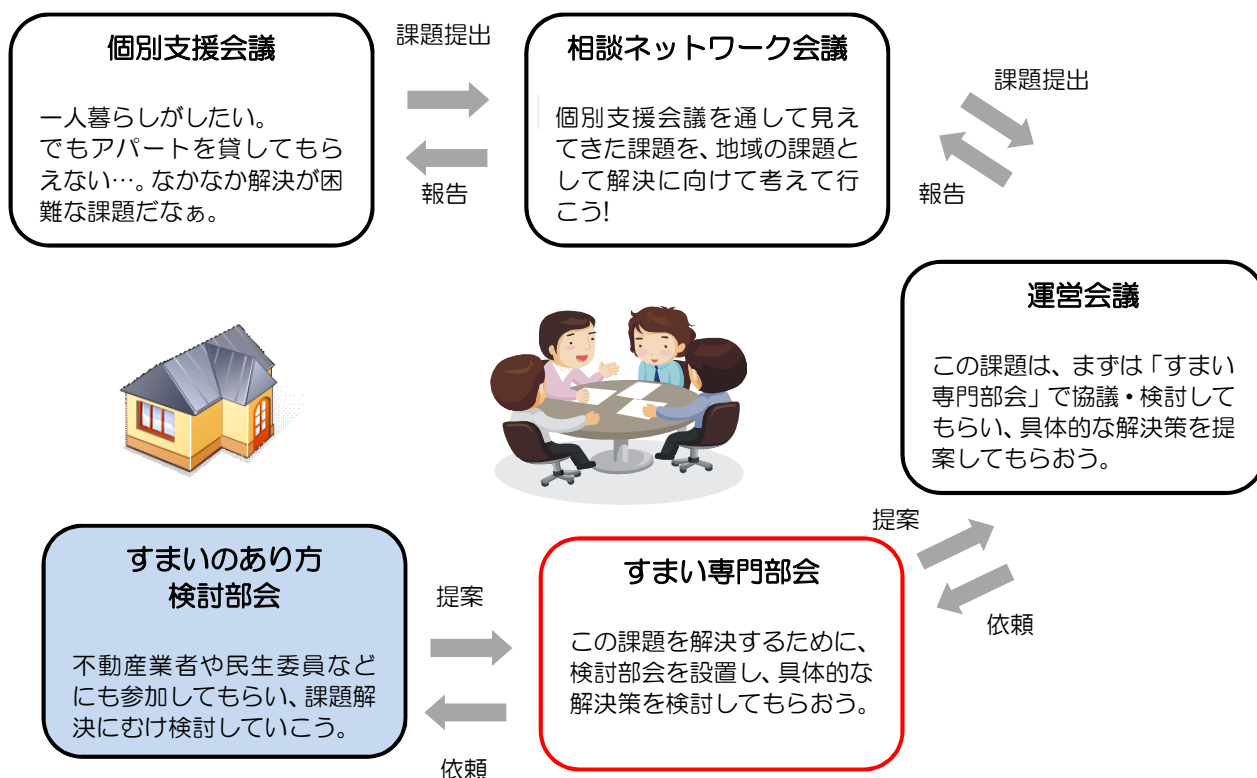 個別支援会議
一人暮らしがしたい。
でもアパートを貸してもら
えない…。なかなか解決が困
難な課題だなぁ。
課題提出
報告
相談ネットワーク会議
個別支援会議を通して見え
てきた課題を、地域の課題と
して解決に向けて考えて行
こう!
課題提出
報告
運営会議
この課題は、まずは「すまい
専門部会」で協議・検討して
もらい、具体的な解決策を提
案してもらおう。
提案
依頼
すまい専門部会
この課題を解決するために、
検討部会を設置し、具体的な
解決策を検討してもらおう。
提案
依頼
すまいのあり方
検討部会
不動産業者や民生委員など
にも参加してもらい、課題解
決にむけ検討していこう。